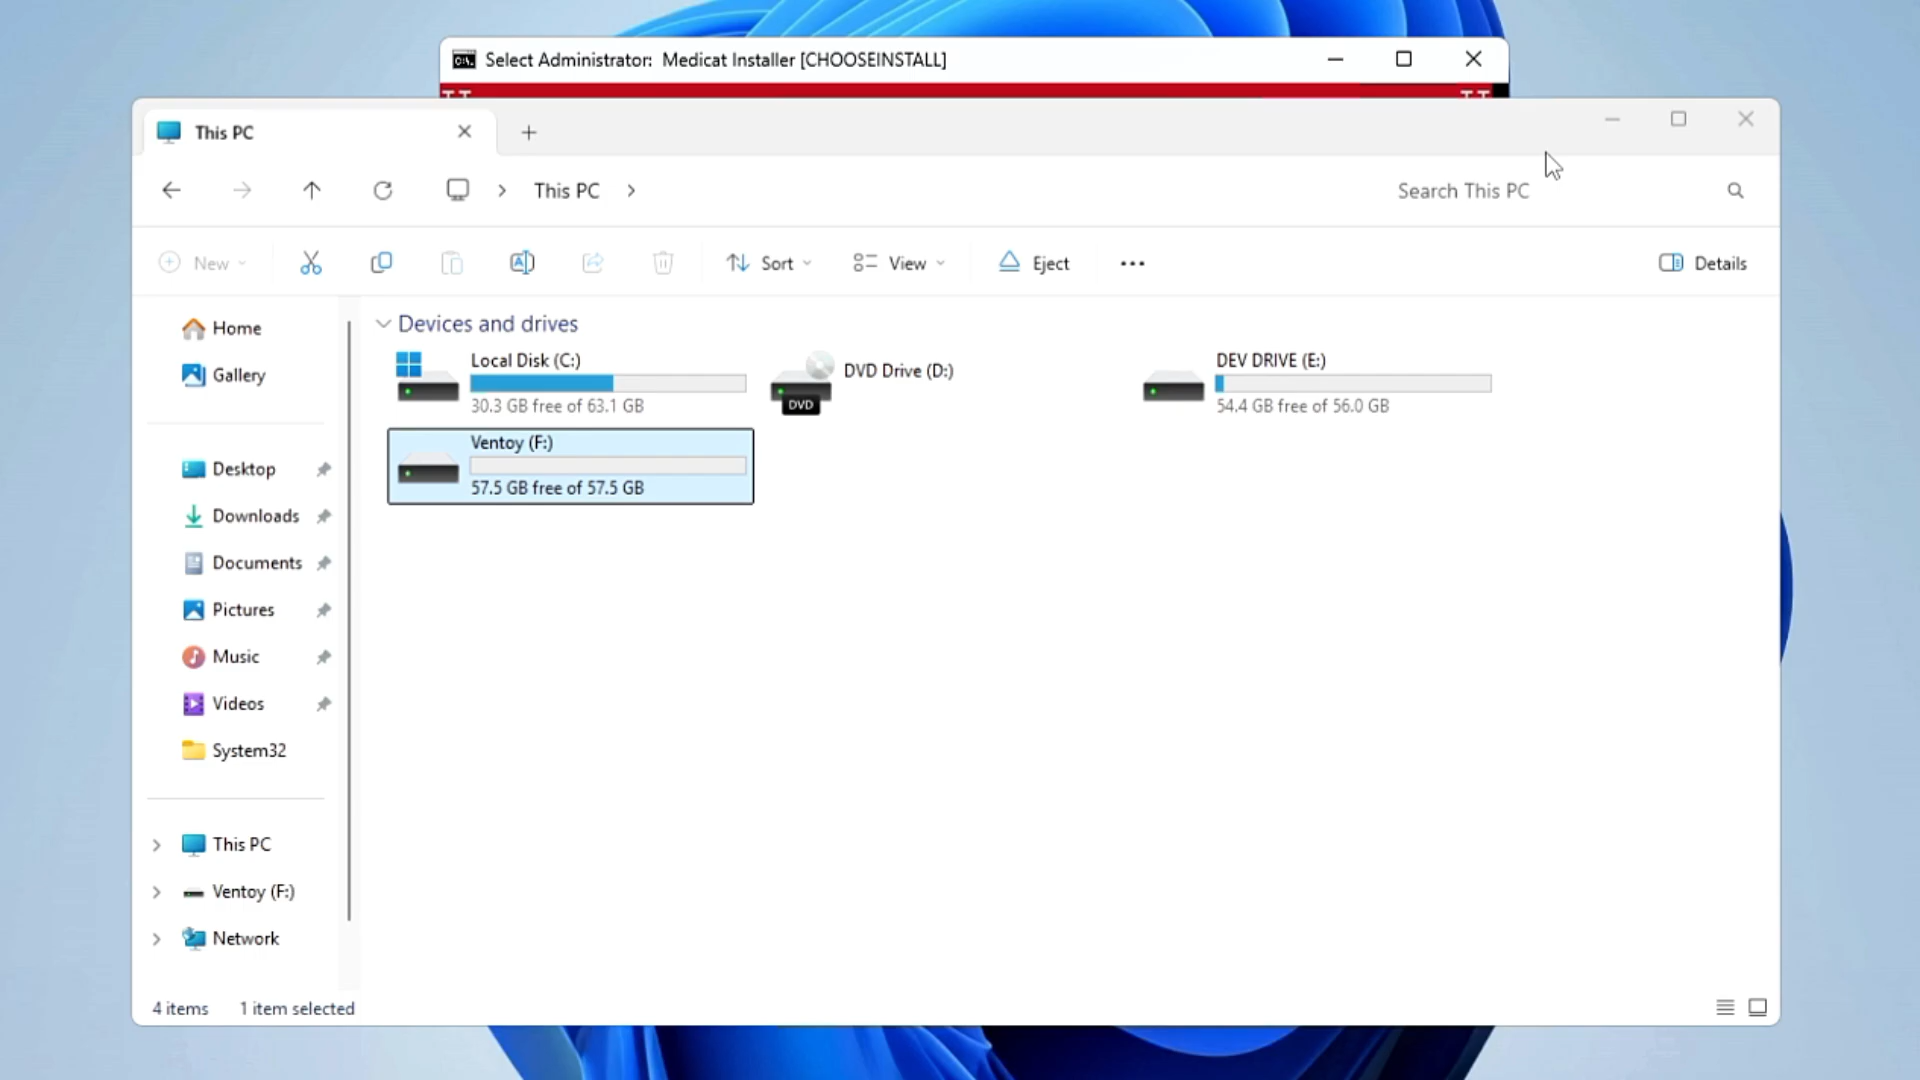 Select Administrator:  Medicat Installer [CHOOSEINSTALL]
This PC
This PC
Search This PC
New
Sort
View
Eject
Details
Home
Gallery
Desktop
Downloads
Documents
Pictures
Music
Videos
System32
This PC
Ventoy (F:)
Network
Devices and drives
Local Disk (C:)
30.3 GB free of 63.1 GB
DVD Drive (D:)
DVD
DEV DRIVE (E:)
54.4 GB free of 56.0 GB
Ventoy (F:)
57.5 GB free of 57.5 GB
4 items
1 item selected